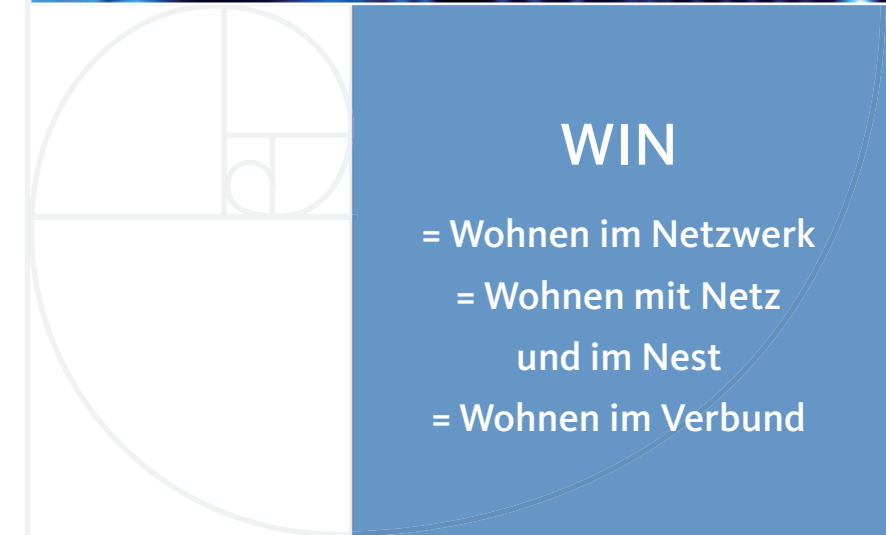 WIN
= Wohnen im Netzwerk
= Wohnen mit Netz
und im Nest
= Wohnen im Verbund